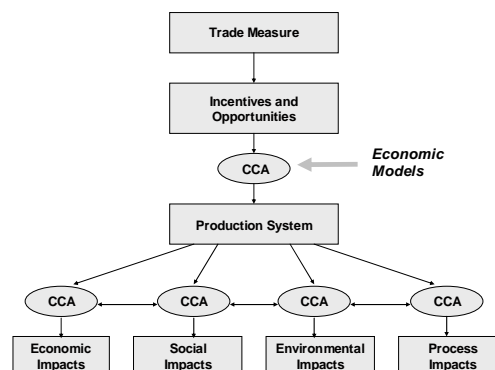 Trade Measure
Incentives and
Opportunities
CCA
Economic
Models
Production System
CCA
CCA
CCA
CCA
Economic
Impacts
Social
Impacts
Environmental
Impacts
Process
Impacts